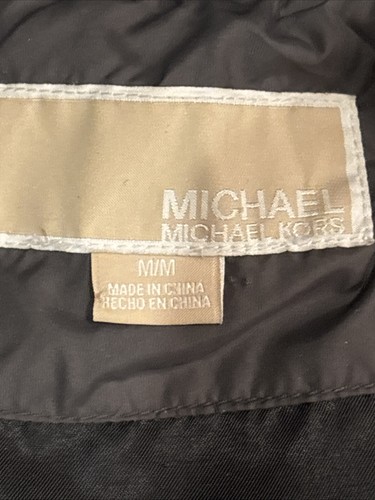 MICHAEL
MICHAEL KORS
M/M
MADE IN CHINA
HECHO EN CHINA